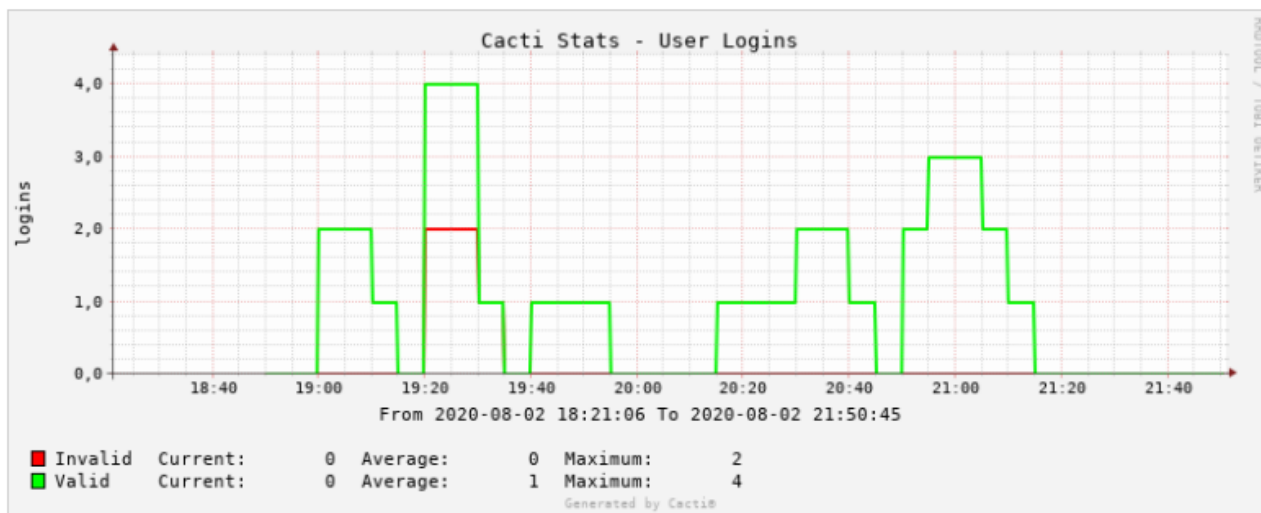 Cacti Stats - User Logins
RRDTOOL / TOBI OETIKER
logins
4,0
3,0
2,0
1,0
0,0
18:40 19:00 19:20 19:40 20:00 20:20 20:40 21:00 21:20 21:40
From 2020-08-02 18:21:06 To 2020-08-02 21:50:45
Invalid Current: 0 Average: 0 Maximum: 2
Valid Current: 0 Average: 1 Maximum: 4
Generated by Cacti®